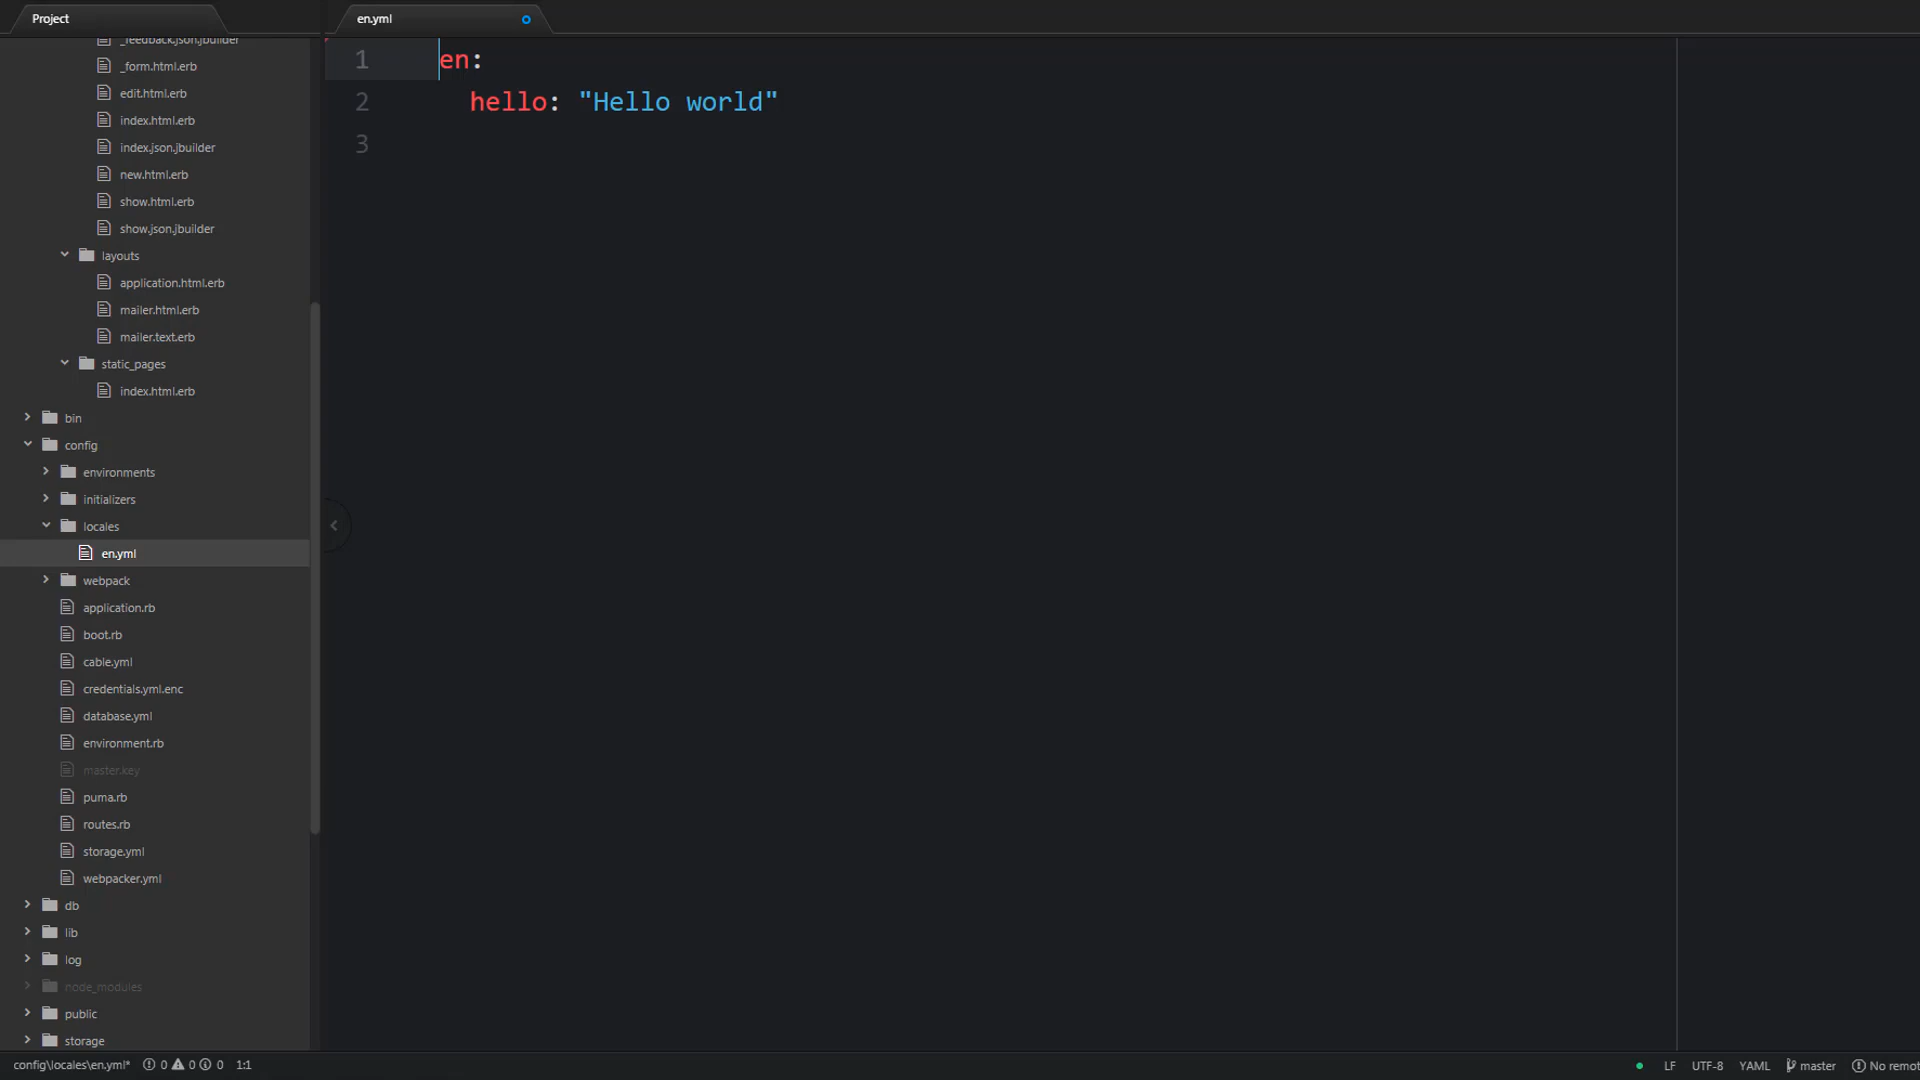 Project
en.yml
_feedback.json.jbuilder
_form.html.erb
edit.html.erb
index.html.erb
index.json.jbuilder
new.html.erb
show.html.erb
show.json.jbuilder
layouts
application.html.erb
mailer.html.erb
mailer.text.erb
static_pages
index.html.erb
bin
config
environments
initializers
locales
en.yml
webpack
application.rb
boot.rb
cable.yml
credentials.yml.enc
database.yml
environment.rb
master.key
puma.rb
routes.rb
storage.yml
webpacker.yml
db
lib
log
node_modules
public
storage
1 en:
2 hello: "Hello world"
3
config\locales\en.yml* 0 0 0 1:1
LF UTF-8 YAML master No remot